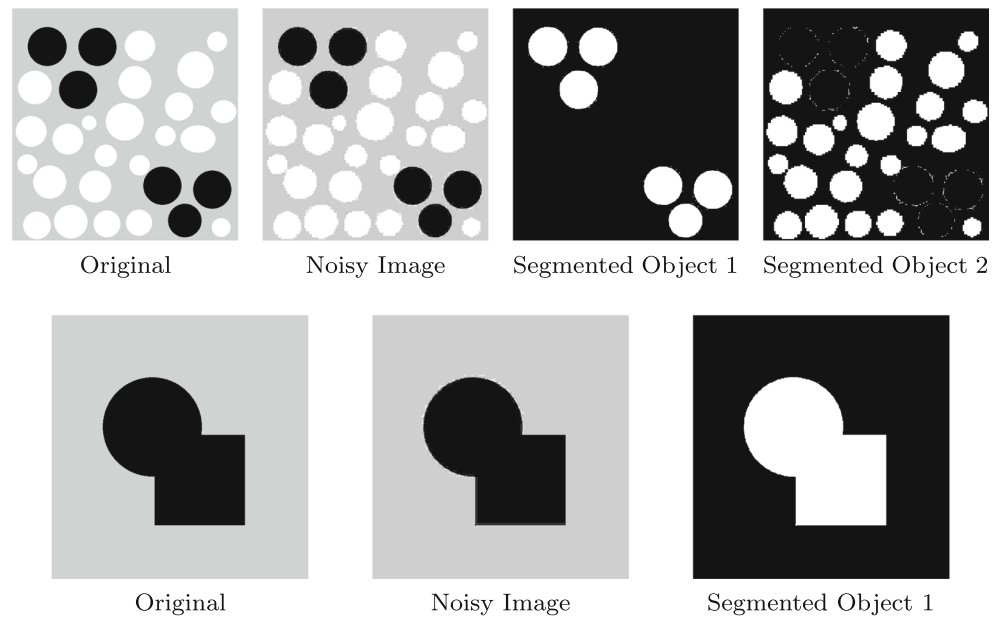 Original
Noisy Image
Segmented Object 1
Segmented Object 2
Original
Noisy Image
Segmented Object 1